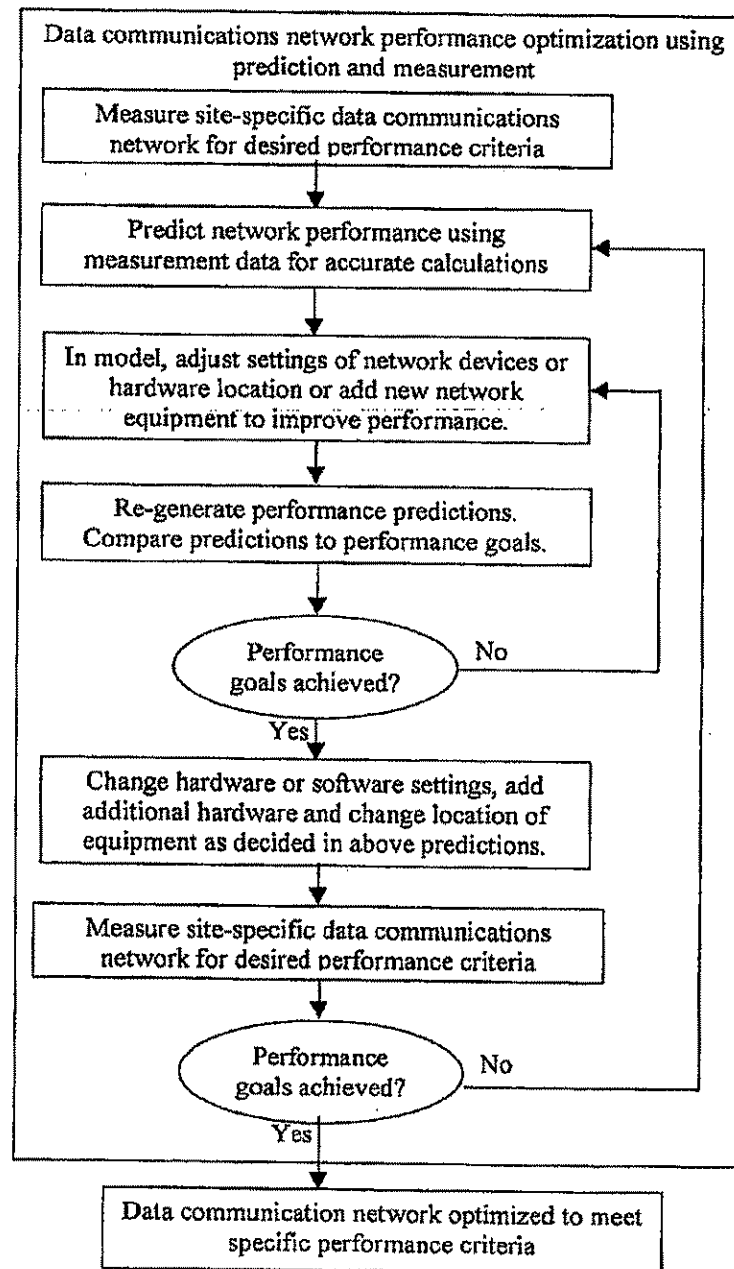 Data communications network performance optimization using
prediction and measurement
Measure site-specific data communications
network for desired performance criteria
Predict network performance using
measurement data for accurate calculations
In model, adjust settings of network devices or
hardware location or add new network
equipment to improve performance.
Re-generate performance predictions.
Compare predictions to performance goals.
Performance
goals achieved?
No
Yes
Change hardware or software settings, add
additional hardware and change location of
equipment as decided in above predictions.
Measure site-specific data communications
network for desired performance criteria
Performance
goals achieved?
No
Yes
Data communication network optimized to meet
specific performance criteria